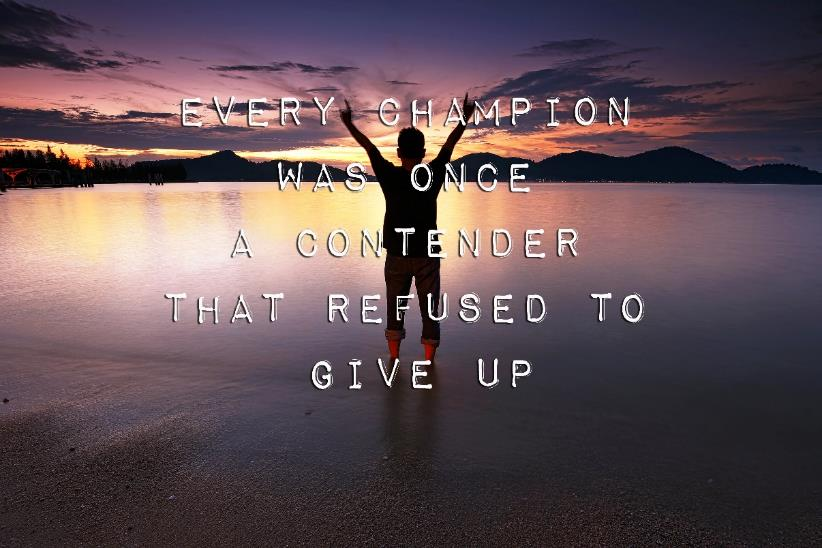 EVERY CHAMPION
WAS ONCE
A CONTENDER
THAT REFUSED TO
GIVE UP